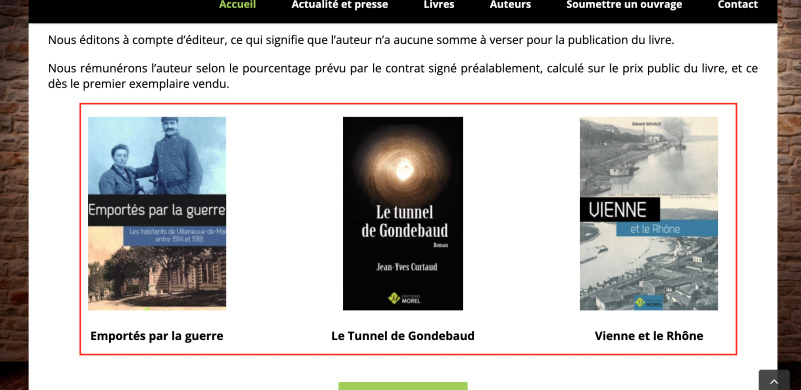 Accueil
Actualité et presse
Livres
Auteurs
Soumettre un ouvrage
Contact
Nous éditons à compte d’éditeur, ce qui signifie que l’auteur n’a aucune somme à verser pour la publication du livre.
Nous rémunérons l’auteur selon le pourcentage prévu par le contrat signé préalablement, calculé sur le prix public du livre, et ce
dès le premier exemplaire vendu.
Emportés par la guerre
Les habitants de Villeneuve-de-Mar
entre 1914 et 1918
Le tunnel
de Gondebaud
Roman
Jean-Yves Curtaud
EDITIONS
MOREL
VIENNE
et le Rhône
MOREL
Emportés par la guerre
Le Tunnel de Gondebaud
Vienne et le Rhône